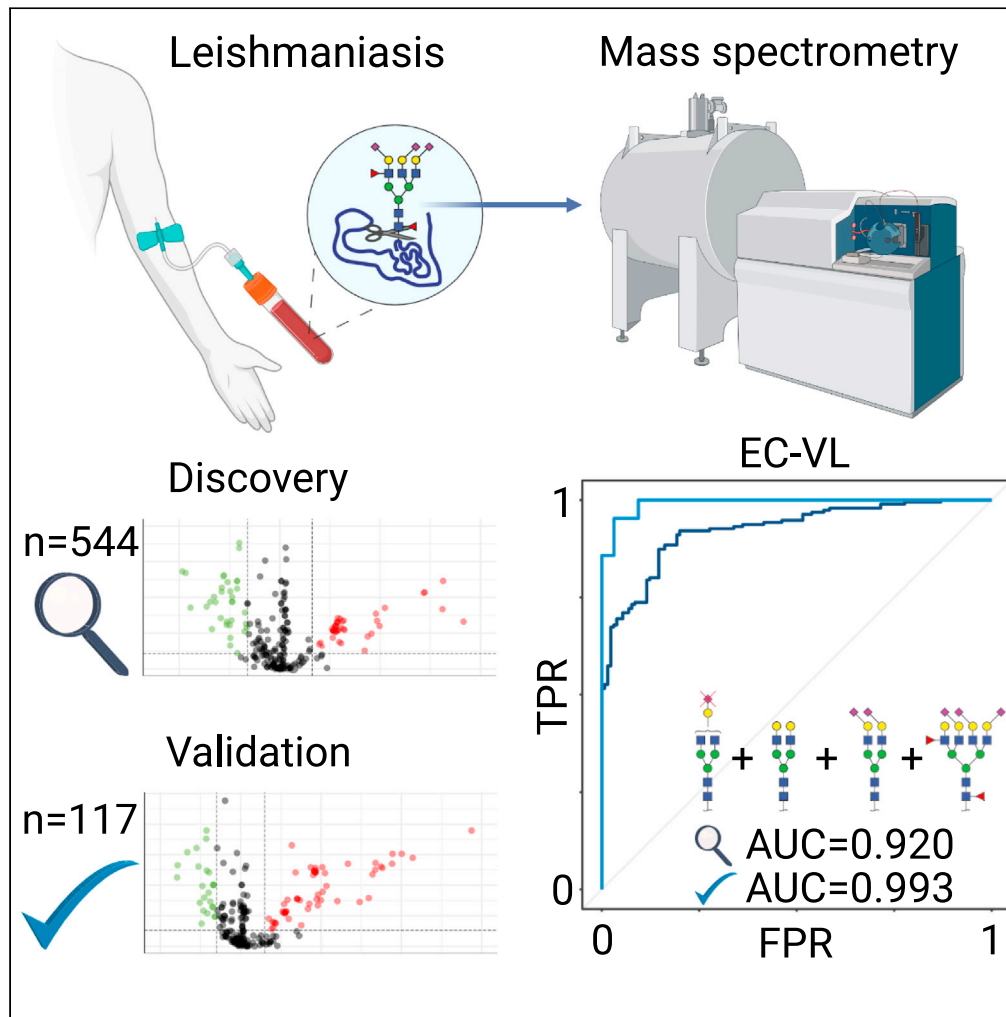 Leishmaniasis
Mass spectrometry
Discovery
n=544
Validation
n=117
EC-VL
1
TPR
+ + +
AUC=0.920
AUC=0.993
0
0 FPR 1